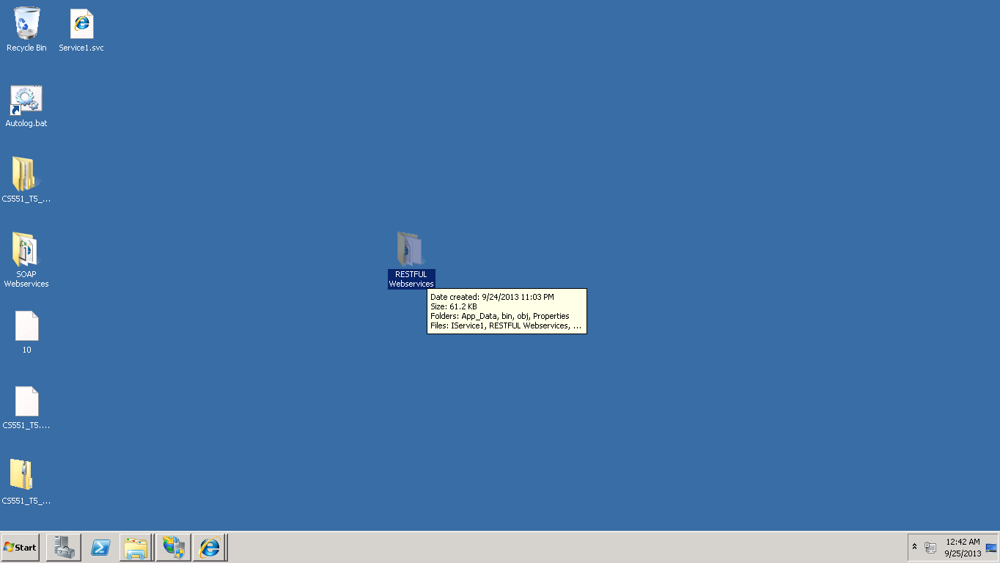 Recycle Bin
Service1.svc
Autolog.bat
CS551_T5_...
SOAP
Webservices
RESTFUL
Webservices
Date created: 9/24/2013 11:03 PM
Size: 61.2 KB
Folders: App_Data, bin, obj, Properties
Files: IService1, RESTFUL Webservices, ...
10
CS551_T5....
CS551_T5_...
Start
12:42 AM
9/25/2013